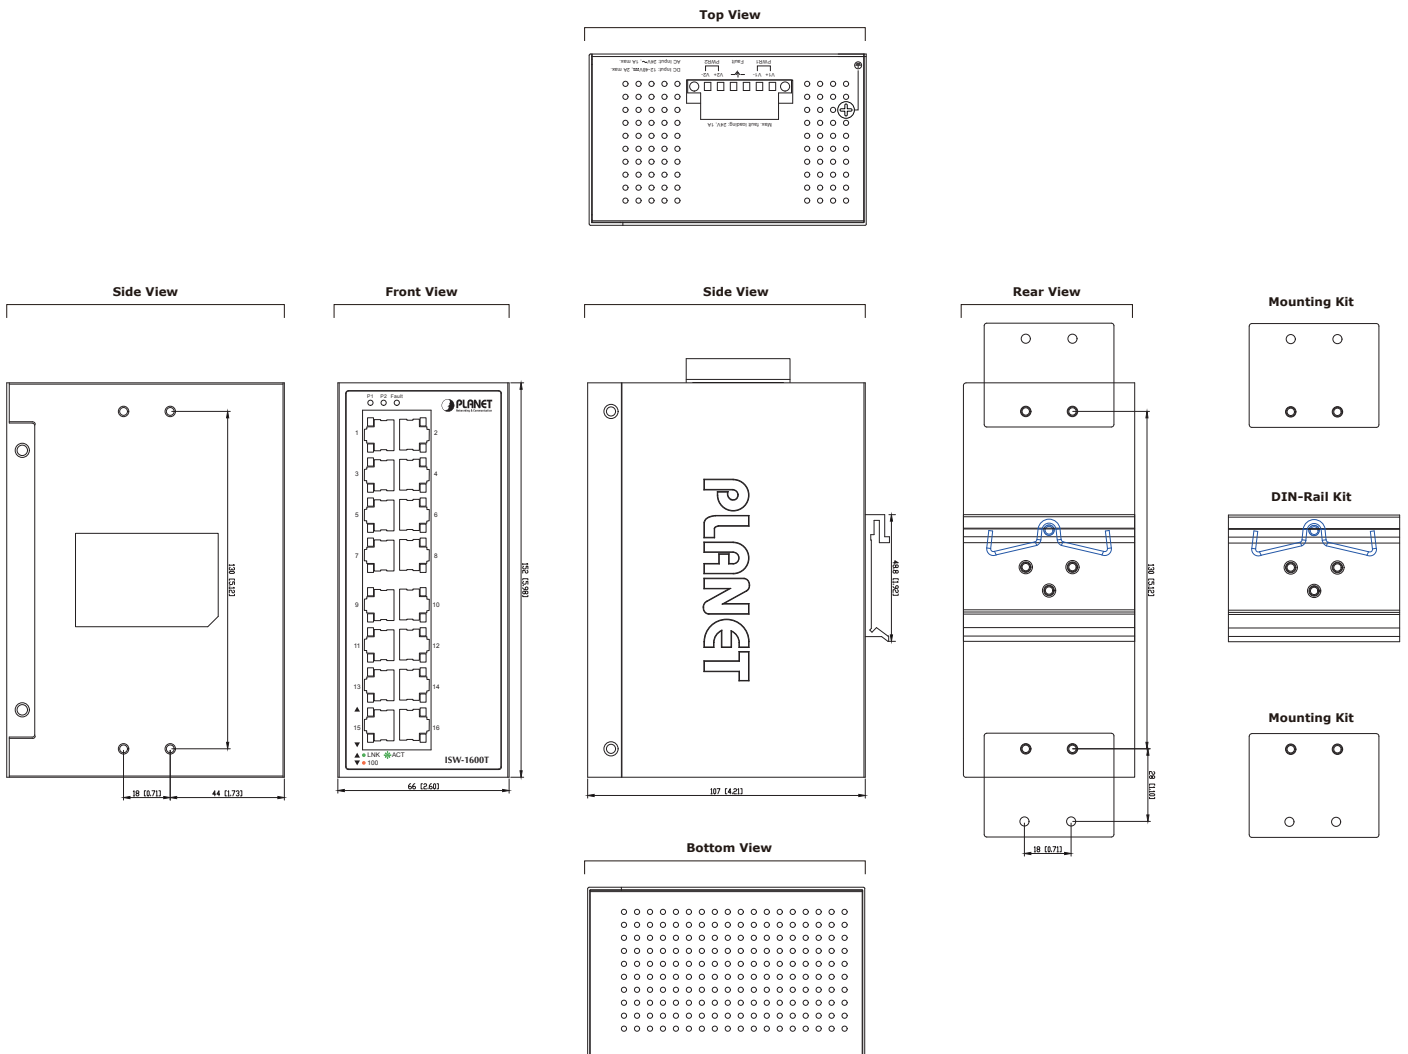 Top View
AC Input: 24V~, 1A max.
DC Input: 12-48V⎓, 2A max.
PWR2 Fault PWR1
V2- V2+ V1- V1+
Max. Fault loading: 24V, 1A
Side View
Front View
Side View
Rear View
Mounting Kit
P1 P2 Fault
PLANET
Networking & Communication
1 2
3 4
5 6
7 8
9 10
11 12
13 14
15 16
LNK ACT
100
ISW-1600T
130 [5.12]
18 [0.71]
44 [1.73]
152 [5.98]
66 [2.60]
PLANET
48.8 [1.92]
107 [4.21]
130 [5.12]
28 [1.10]
18 [0.71]
DIN-Rail Kit
Mounting Kit
Bottom View